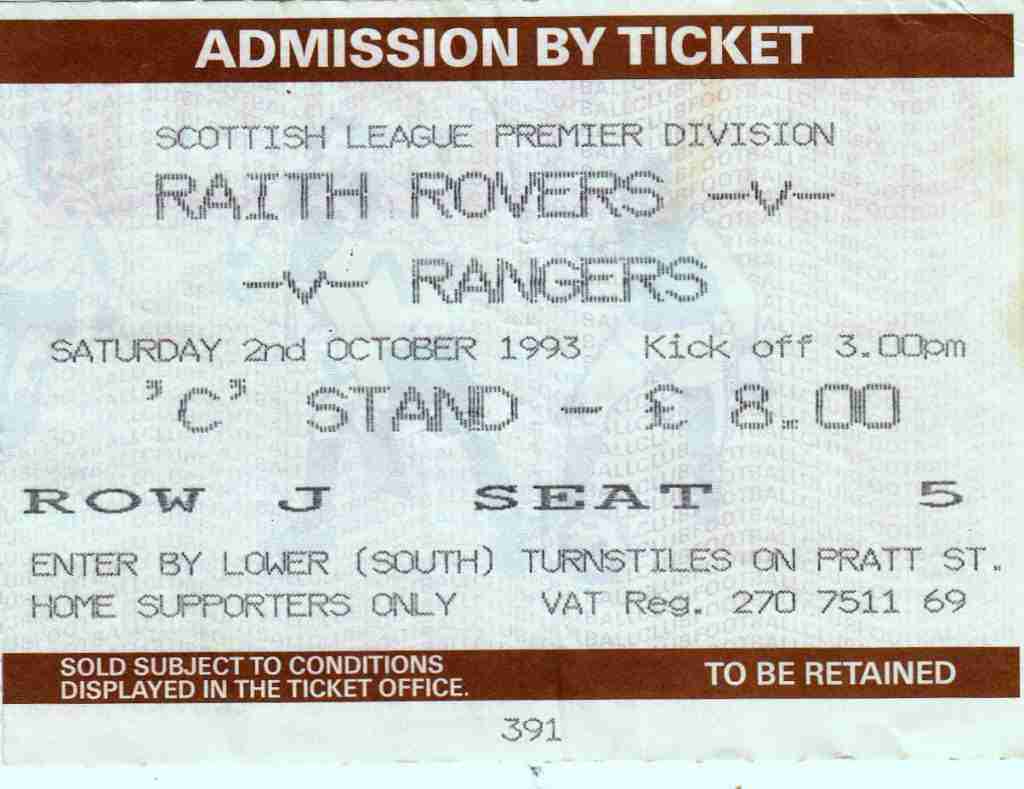 ADMISSION BY TICKET
SCOTTISH LEAGUE PREMIER DIVISION
RAITH ROVERS -V-
-V- RANGERS
SATURDAY 2nd OCTOBER 1993 Kick off 3.00pm
"C" STAND - £ 8.00
ROW J SEAT 5
ENTER BY LOWER (SOUTH) TURNSTILES ON PRATT ST.
HOME SUPPORTERS ONLY VAT Reg. 270 7511 69
SOLD SUBJECT TO CONDITIONS
DISPLAYED IN THE TICKET OFFICE.
TO BE RETAINED
391